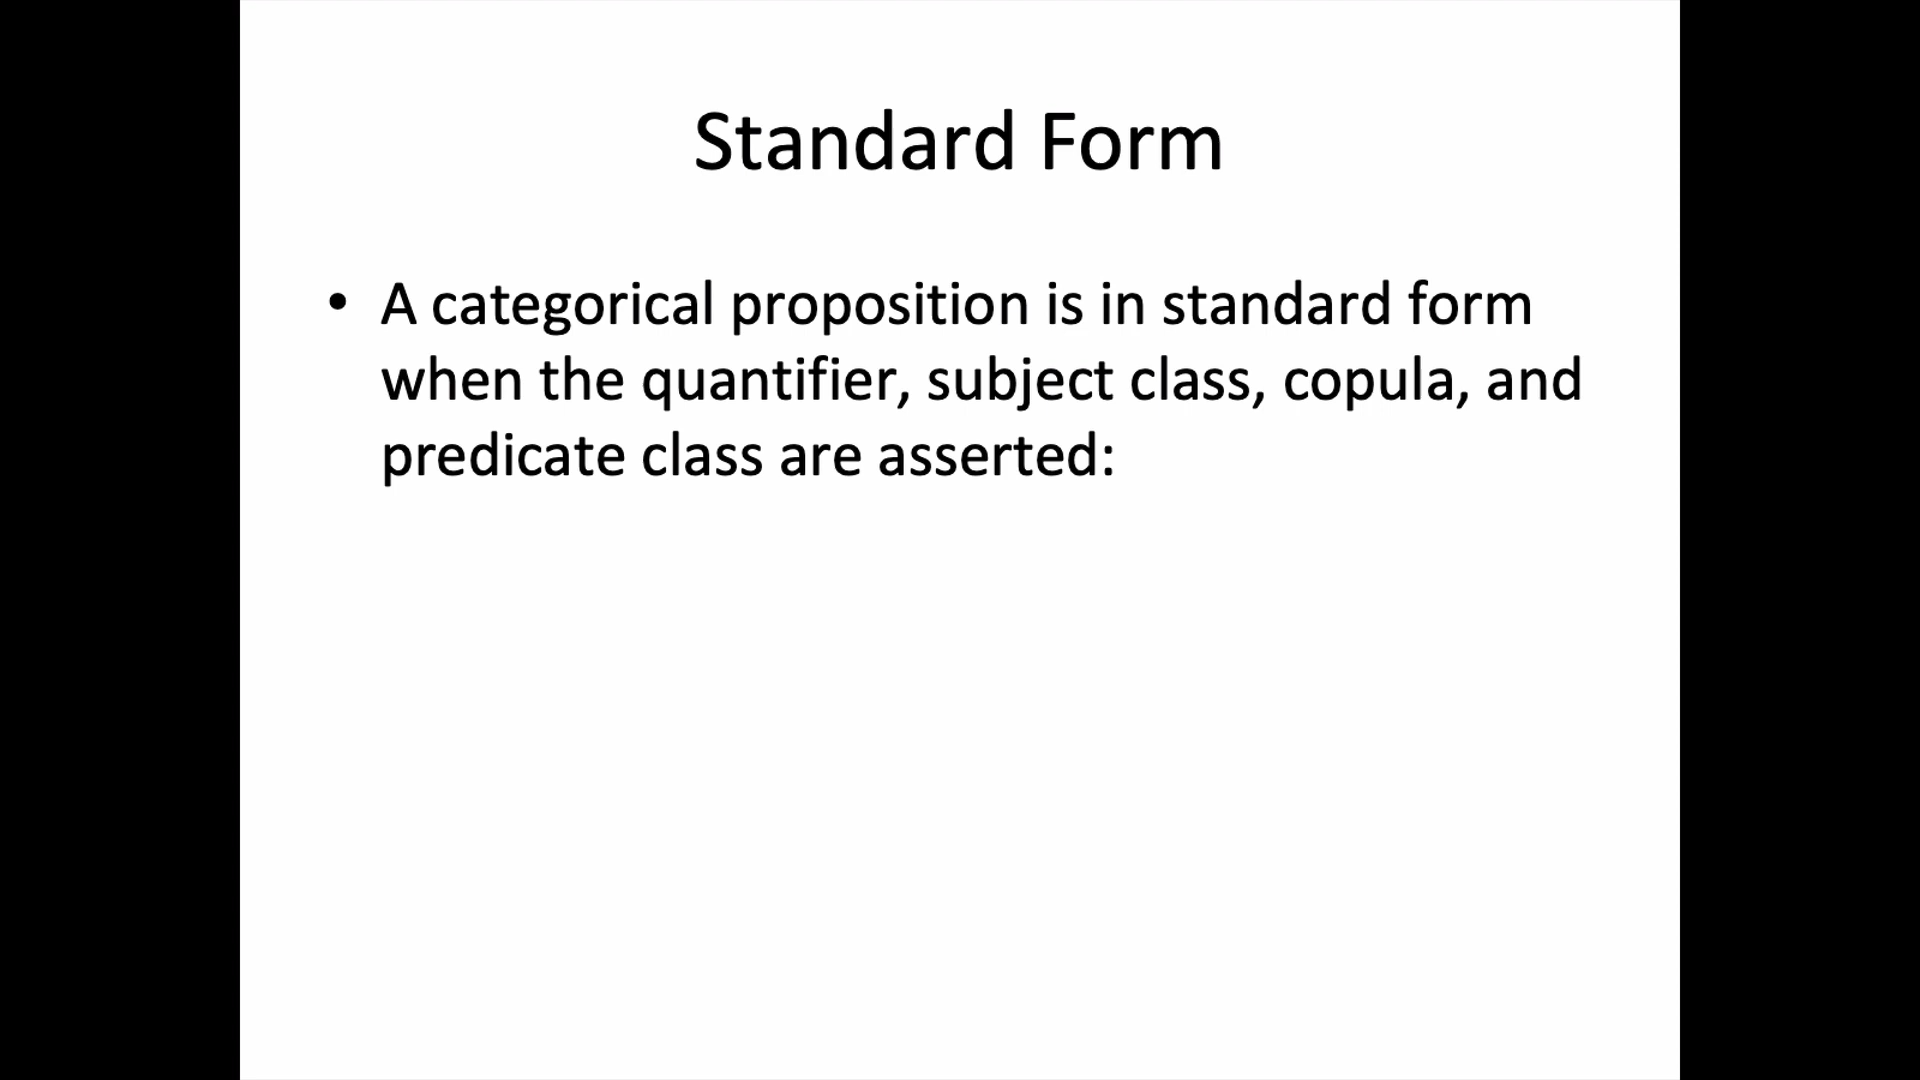 Standard Form
• A categorical proposition is in standard form
when the quantifier, subject class, copula, and
predicate class are asserted: